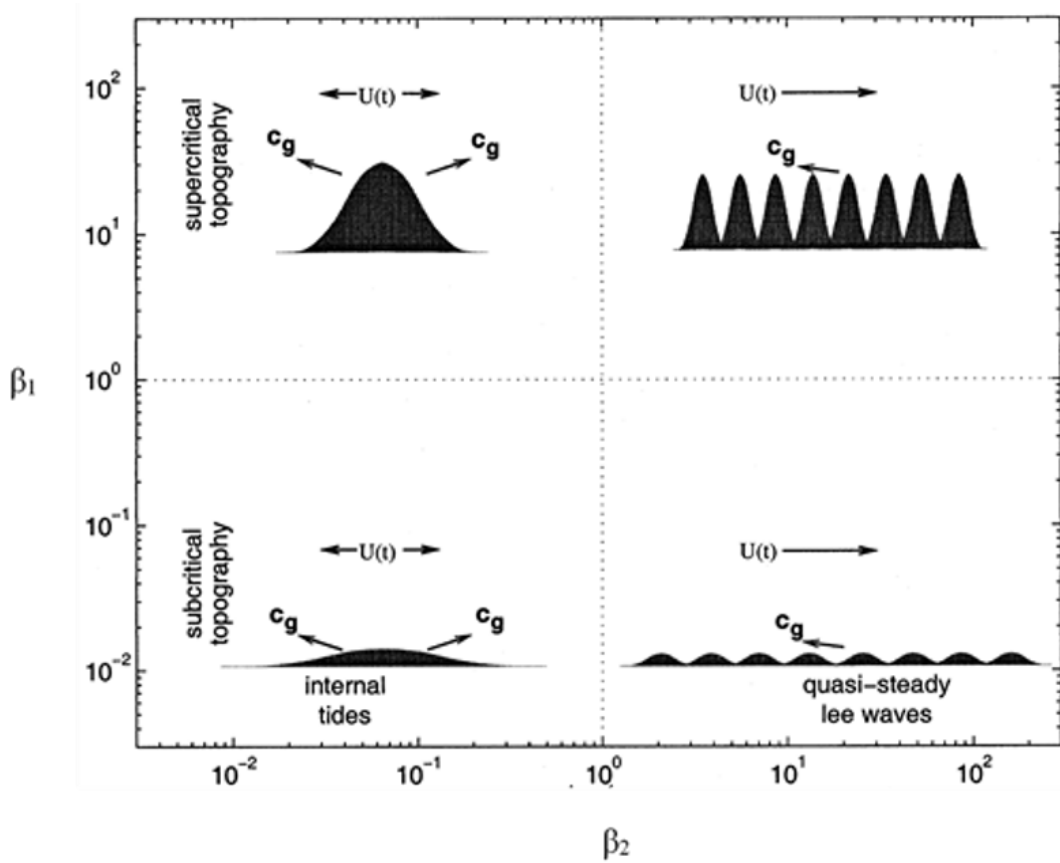 10²
10¹
10⁰
10⁻¹
10⁻²
β₁
supercritical
topography
U(t)
c_g
c_g
U(t)
c_g
subcritical
topography
U(t)
c_g
c_g
internal
tides
U(t)
c_g
quasi-steady
lee waves
10⁻²
10⁻¹
10⁰
10¹
10²
β₂